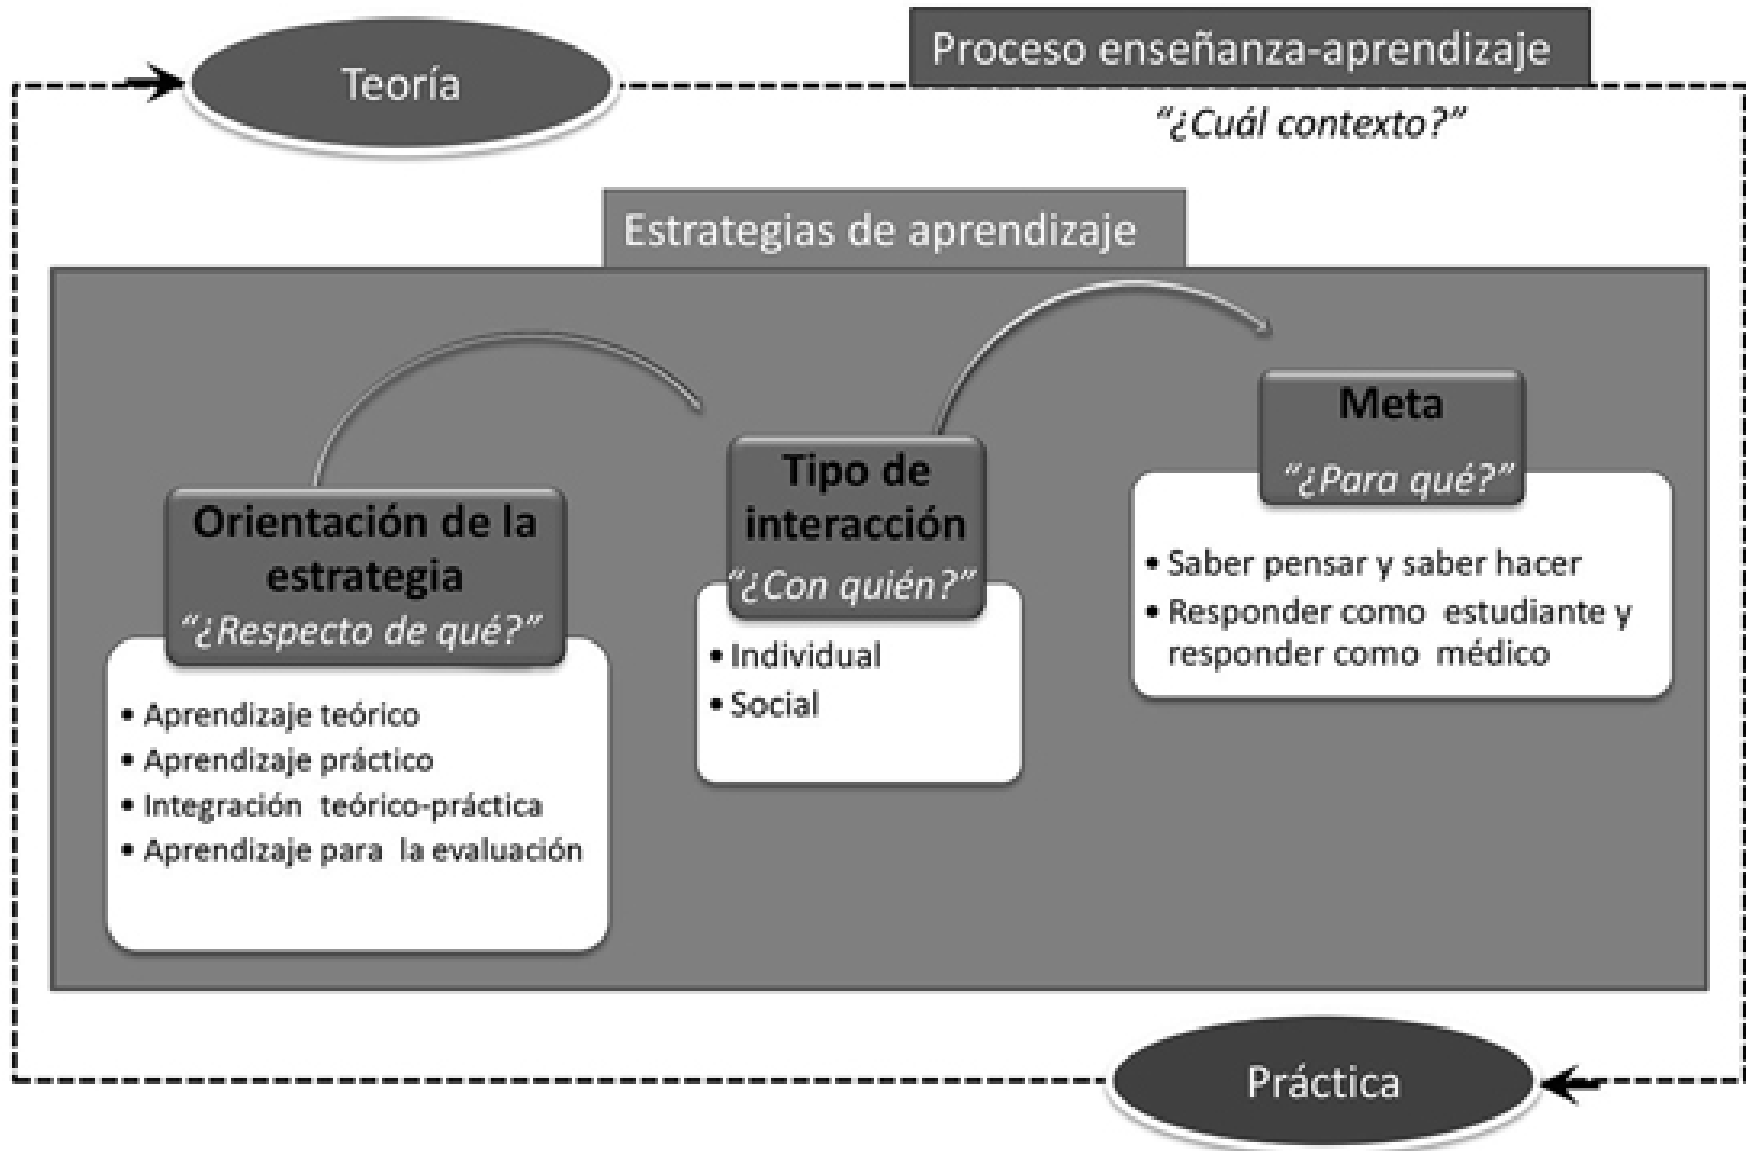 Teoría
Proceso enseñanza-aprendizaje
“¿Cuál contexto?”
Estrategias de aprendizaje
Orientación de la
estrategia
“¿Respecto de qué?”
• Aprendizaje teórico
• Aprendizaje práctico
• Integración teórico-práctica
• Aprendizaje para la evaluación
Tipo de
interacción
“¿Con quién?”
• Individual
• Social
Meta
“¿Para qué?”
• Saber pensar y saber hacer
• Responder como estudiante y
responder como médico
Práctica